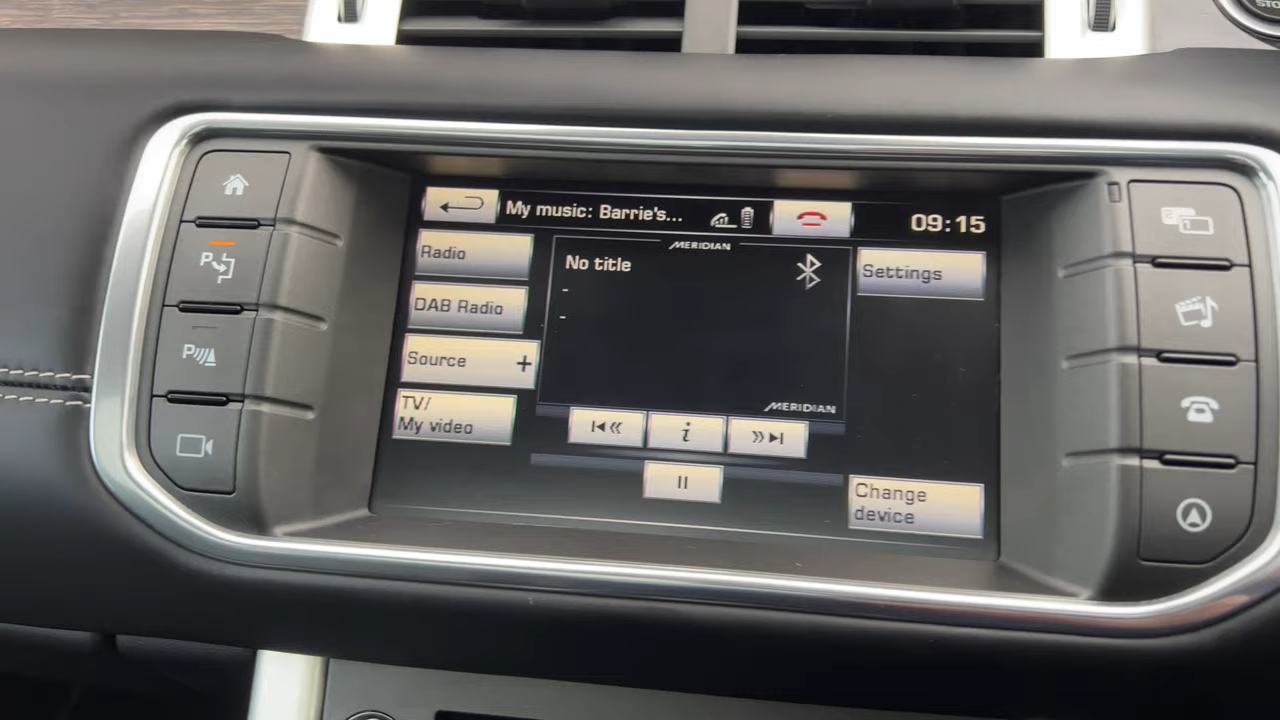 My music: Barrie's...
09:15
MERIDIAN
Radio
No title
Settings
-
DAB Radio
-
Source +
TV/
My video
MERIDIAN
i
Change
device
P
P
1